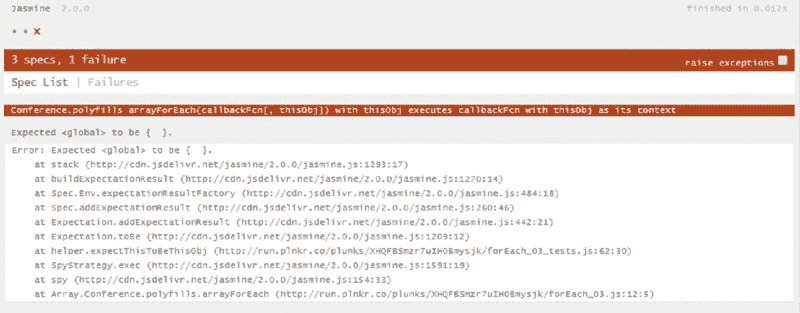 Jasmine 2.0.0
finished in 0.012s
• • x
3 specs, 1 failure
raise exceptions
Spec List | Failures
Conference.polyfills arrayForEach(callbackFcn[, thisObj]) with thisObj executes callbackFcn with thisObj as its context
Expected <global> to be { }.
Error: Expected <global> to be { }.
at stack (http://cdn.jsdelivr.net/jasmine/2.0.0/jasmine.js:1293:17)
at buildExpectationResult (http://cdn.jsdelivr.net/jasmine/2.0.0/jasmine.js:1270:14)
at Spec.Env.expectationResultFactory (http://cdn.jsdelivr.net/jasmine/2.0.0/jasmine.js:484:18)
at Spec.addExpectationResult (http://cdn.jsdelivr.net/jasmine/2.0.0/jasmine.js:260:46)
at Expectation.addExpectationResult (http://cdn.jsdelivr.net/jasmine/2.0.0/jasmine.js:442:21)
at Expectation.toBe (http://cdn.jsdelivr.net/jasmine/2.0.0/jasmine.js:1209:12)
at helper.expectThisToBeThisObj (http://run.plnkr.co/plunks/XHQFBSmzr7uIHOBmysjk/forEach_03_tests.js:62:30)
at SpyStrategy.exec (http://cdn.jsdelivr.net/jasmine/2.0.0/jasmine.js:1591:19)
at spy (http://cdn.jsdelivr.net/jasmine/2.0.0/jasmine.js:154:33)
at Array.Conference.polyfills.arrayForEach (http://run.plnkr.co/plunks/XHQFBSmzr7uIHOBmysjk/forEach_03.js:12:5)